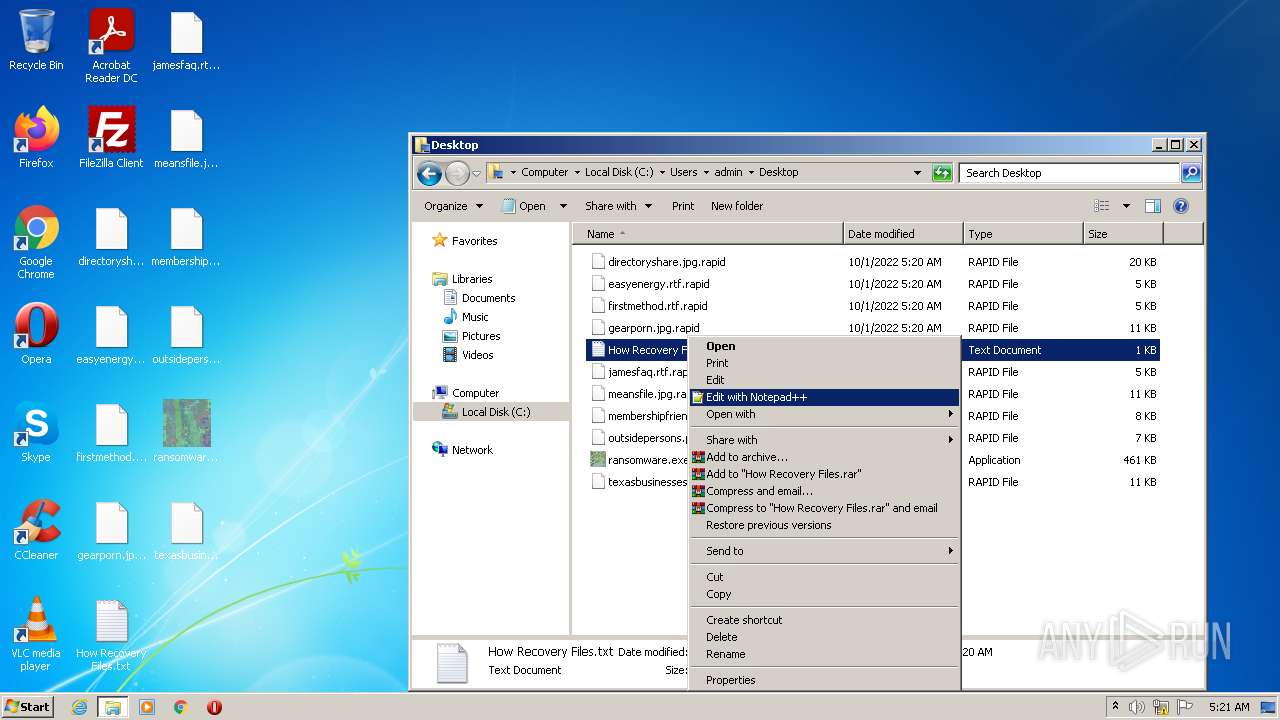 Recycle Bin
Acrobat
Reader DC
jamesfaq.rt...
Firefox
FileZilla Client
meansfile.j...
Google
Chrome
directorysh...
membership...
Opera
easyenergy...
outsidepers...
Skype
firstmethod....
ransomwar...
CCleaner
gearporn.jp...
texasbusin...
VLC media
player
How Recovery
Files.txt
Desktop
Computer
Local Disk (C:)
Users
admin
Desktop
Search Desktop
Organize
Open
Share with
Print
New folder
Favorites
Libraries
Documents
Music
Pictures
Videos
Computer
Local Disk (C:)
Network
Name
Date modified
Type
Size
directoryshare.jpg.rapid 10/1/2022 5:20 AM RAPID File 20 KB
easyenergy.rtf.rapid 10/1/2022 5:20 AM RAPID File 5 KB
firstmethod.rtf.rapid 10/1/2022 5:20 AM RAPID File 5 KB
gearporn.jpg.rapid 10/1/2022 5:20 AM RAPID File 11 KB
How Recovery F Text Document 1 KB
jamesfaq.rtf.rap RAPID File 5 KB
meansfile.jpg.ra RAPID File 11 KB
membershipfrien RAPID File 8 KB
outsidepersons.j RAPID File 7 KB
ransomware.exe Application 461 KB
texasbusinesses RAPID File 11 KB
Open
Print
Edit
Edit with Notepad++
Open with
Share with
Add to archive...
Add to "How Recovery Files.rar"
Compress and email...
Compress to "How Recovery Files.rar" and email
Restore previous versions
Send to
Cut
Copy
Create shortcut
Delete
Rename
Properties
How Recovery Files.txt Date modified: 20 AM
Text Document Size:
ANY RUN
Start
5:21 AM